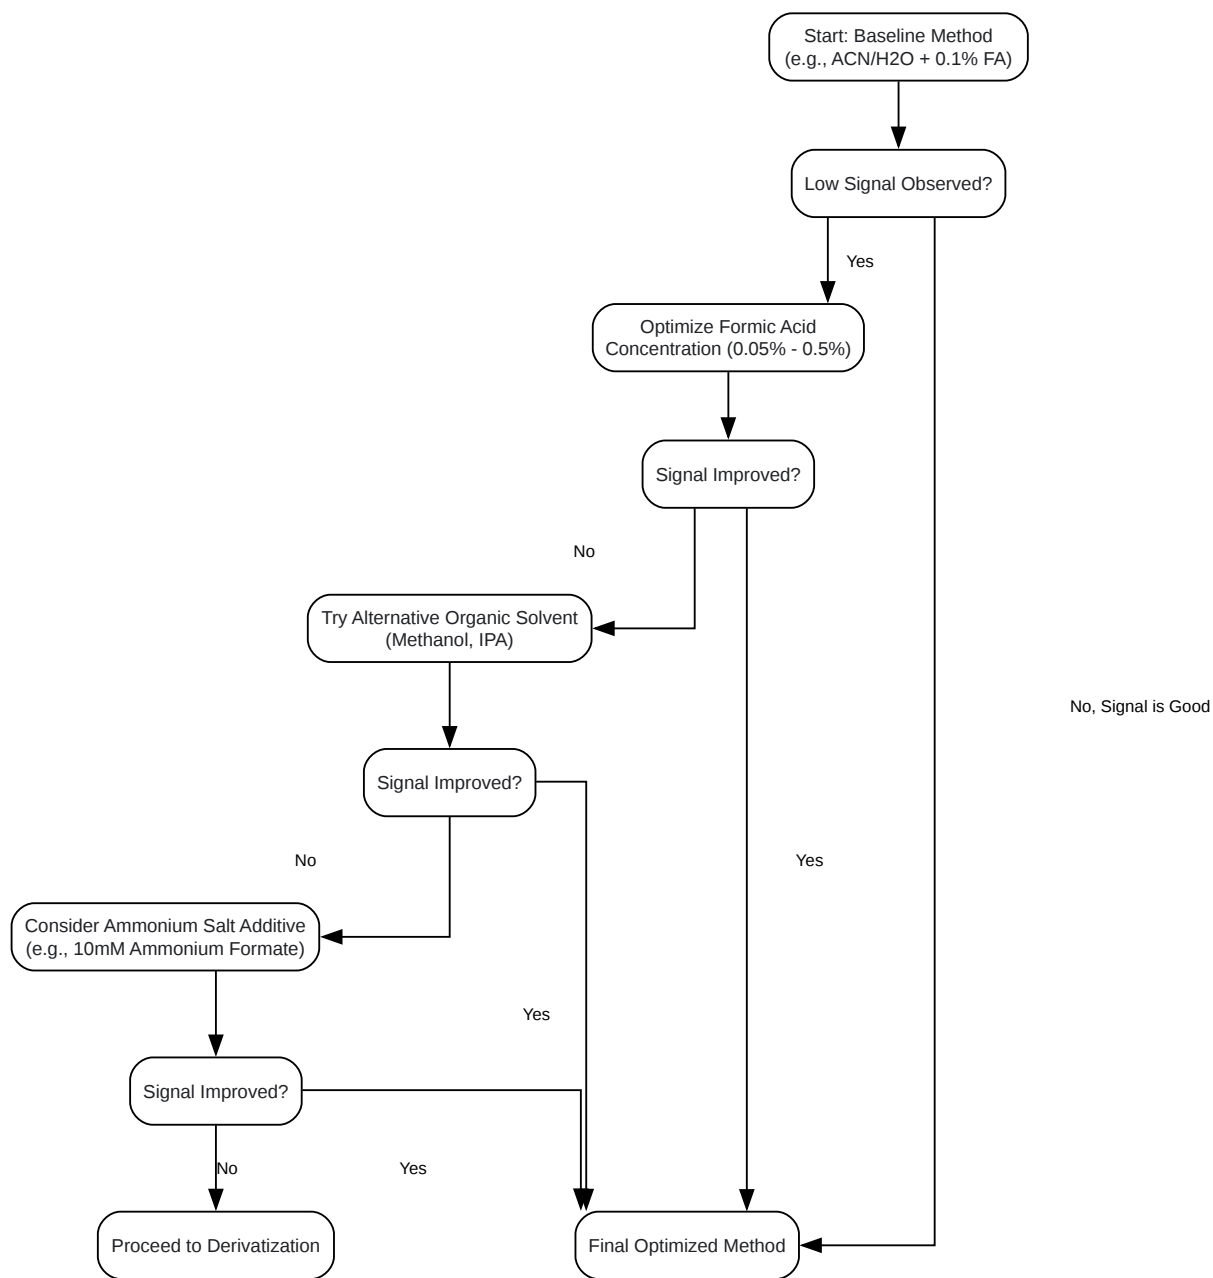 Start: Baseline Method
(e.g., ACN/H2O + 0.1% FA)
Low Signal Observed?
Yes
Optimize Formic Acid
Concentration (0.05% - 0.5%)
Signal Improved?
No
Try Alternative Organic Solvent
(Methanol, IPA)
No, Signal is Good
Signal Improved?
No
Yes
Consider Ammonium Salt Additive
(e.g., 10mM Ammonium Formate)
Yes
Signal Improved?
No
Yes
Proceed to Derivatization
Final Optimized Method